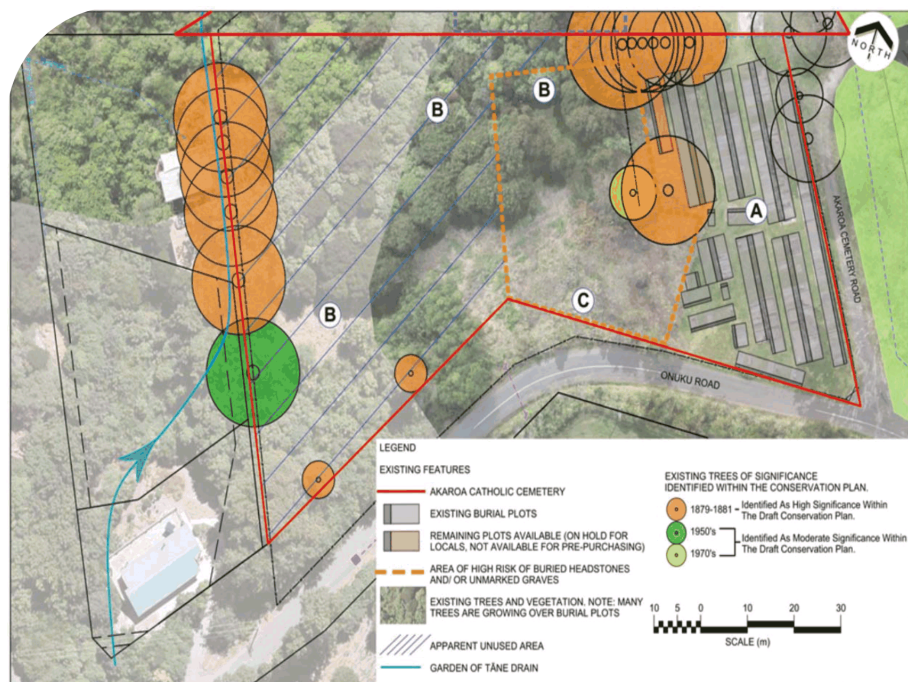 NORTH
B
B
A
AKAROA CEMETERY ROAD
C
B
ONUKU ROAD
LEGEND
EXISTING FEATURES
AKAROA CATHOLIC CEMETERY
EXISTING BURIAL PLOTS
REMAINING PLOTS AVAILABLE (ON HOLD FOR
LOCALS, NOT AVAILABLE FOR PRE-PURCHASING)
AREA OF HIGH RISK OF BURIED HEADSTONES
AND/ OR UNMARKED GRAVES
EXISTING TREES AND VEGETATION. NOTE: MANY
TREES ARE GROWING OVER BURIAL PLOTS
APPARENT UNUSED AREA
GARDEN OF TĀNE DRAIN
EXISTING TREES OF SIGNIFICANCE
IDENTIFIED WITHIN THE CONSERVATION PLAN.
1879-1881 - Identified As High Significance Within
The Draft Conservation Plan.
1950's
Identified As Moderate Significance Within
The Draft Conservation Plan.
1970's
10 5 0 10 20 30
SCALE (m)